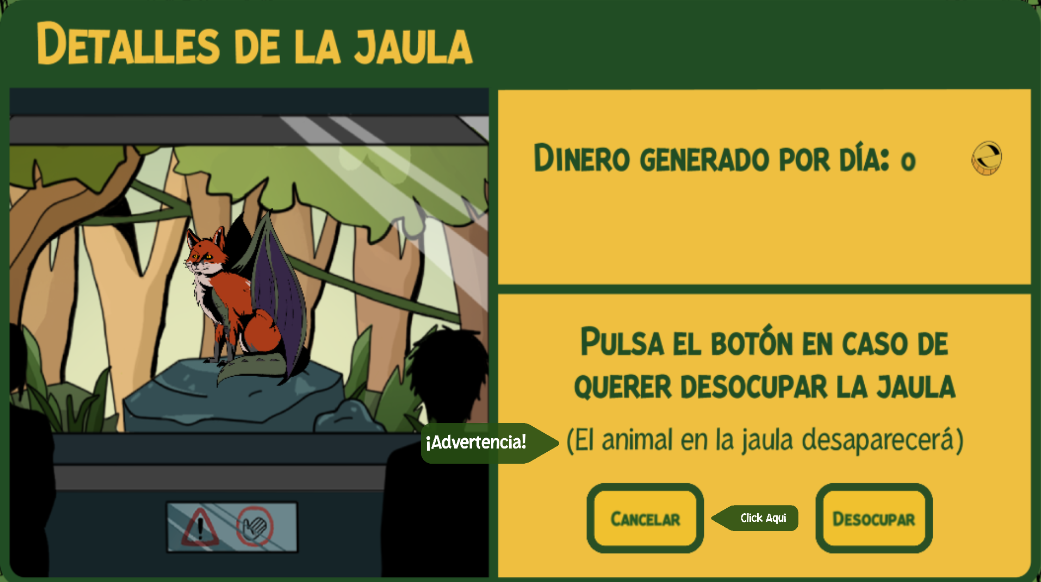 DETALLES DE LA JAULA
DINERO GENERADO POR DÍA: 0
PULSA EL BOTÓN EN CASO DE
QUERER DESOCUPAR LA JAULA
¡Advertencia!
(El animal en la jaula desaparecerá)
CANCELAR
Click Aqui
DESOCUPAR